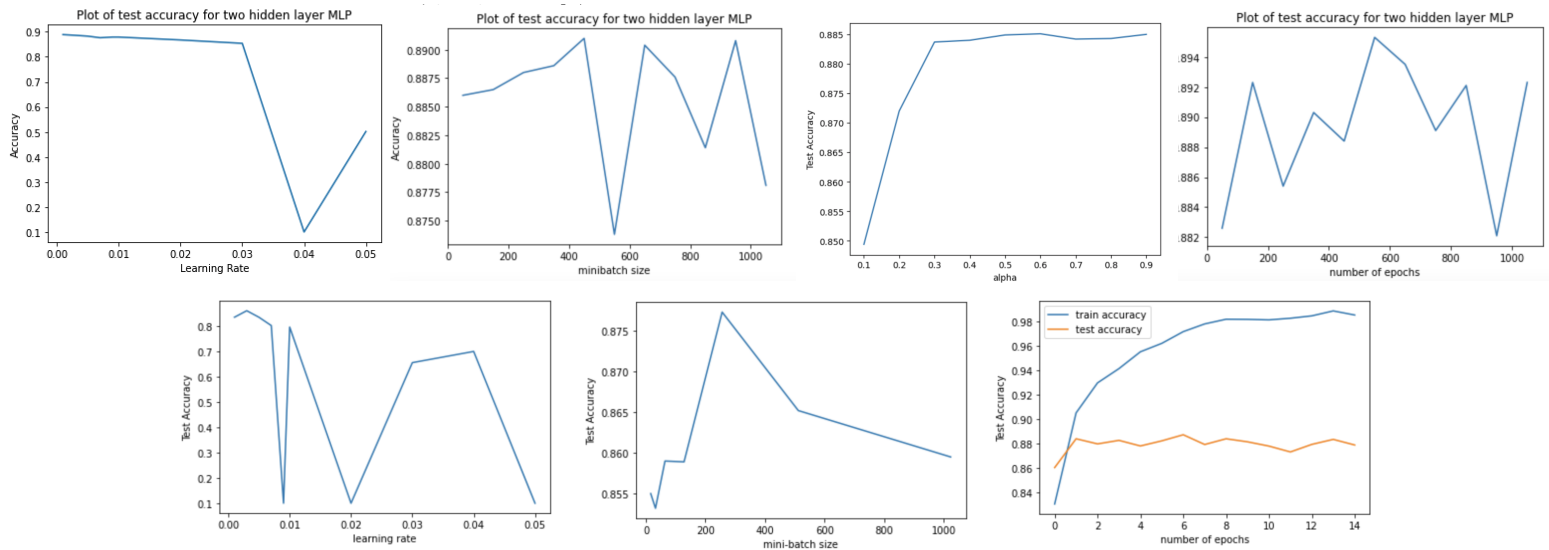 Plot of test accuracy for two hidden layer MLP
Accuracy
0.9
0.8
0.7
0.6
0.5
0.4
0.3
0.2
0.1
0.00 0.01 0.02 0.03 0.04 0.05
Learning Rate
Plot of test accuracy for two hidden layer MLP
Accuracy
0.8900
0.8875
0.8850
0.8825
0.8800
0.8775
0.8750
0 200 400 600 800 1000
minibatch size
Test Accuracy
0.885
0.880
0.875
0.870
0.865
0.860
0.855
0.850
0.1 0.2 0.3 0.4 0.5 0.6 0.7 0.8 0.9
alpha
Plot of test accuracy for two hidden layer MLP
.894
.892
.890
.888
.886
.884
.882
0 200 400 600 800 1000
number of epochs
Test Accuracy
0.8
0.7
0.6
0.5
0.4
0.3
0.2
0.1
0.00 0.01 0.02 0.03 0.04 0.05
learning rate
Test Accuracy
0.875
0.870
0.865
0.860
0.855
0 200 400 600 800 1000
mini-batch size
Test Accuracy
train accuracy
test accuracy
0.98
0.96
0.94
0.92
0.90
0.88
0.86
0.84
0 2 4 6 8 10 12 14
number of epochs